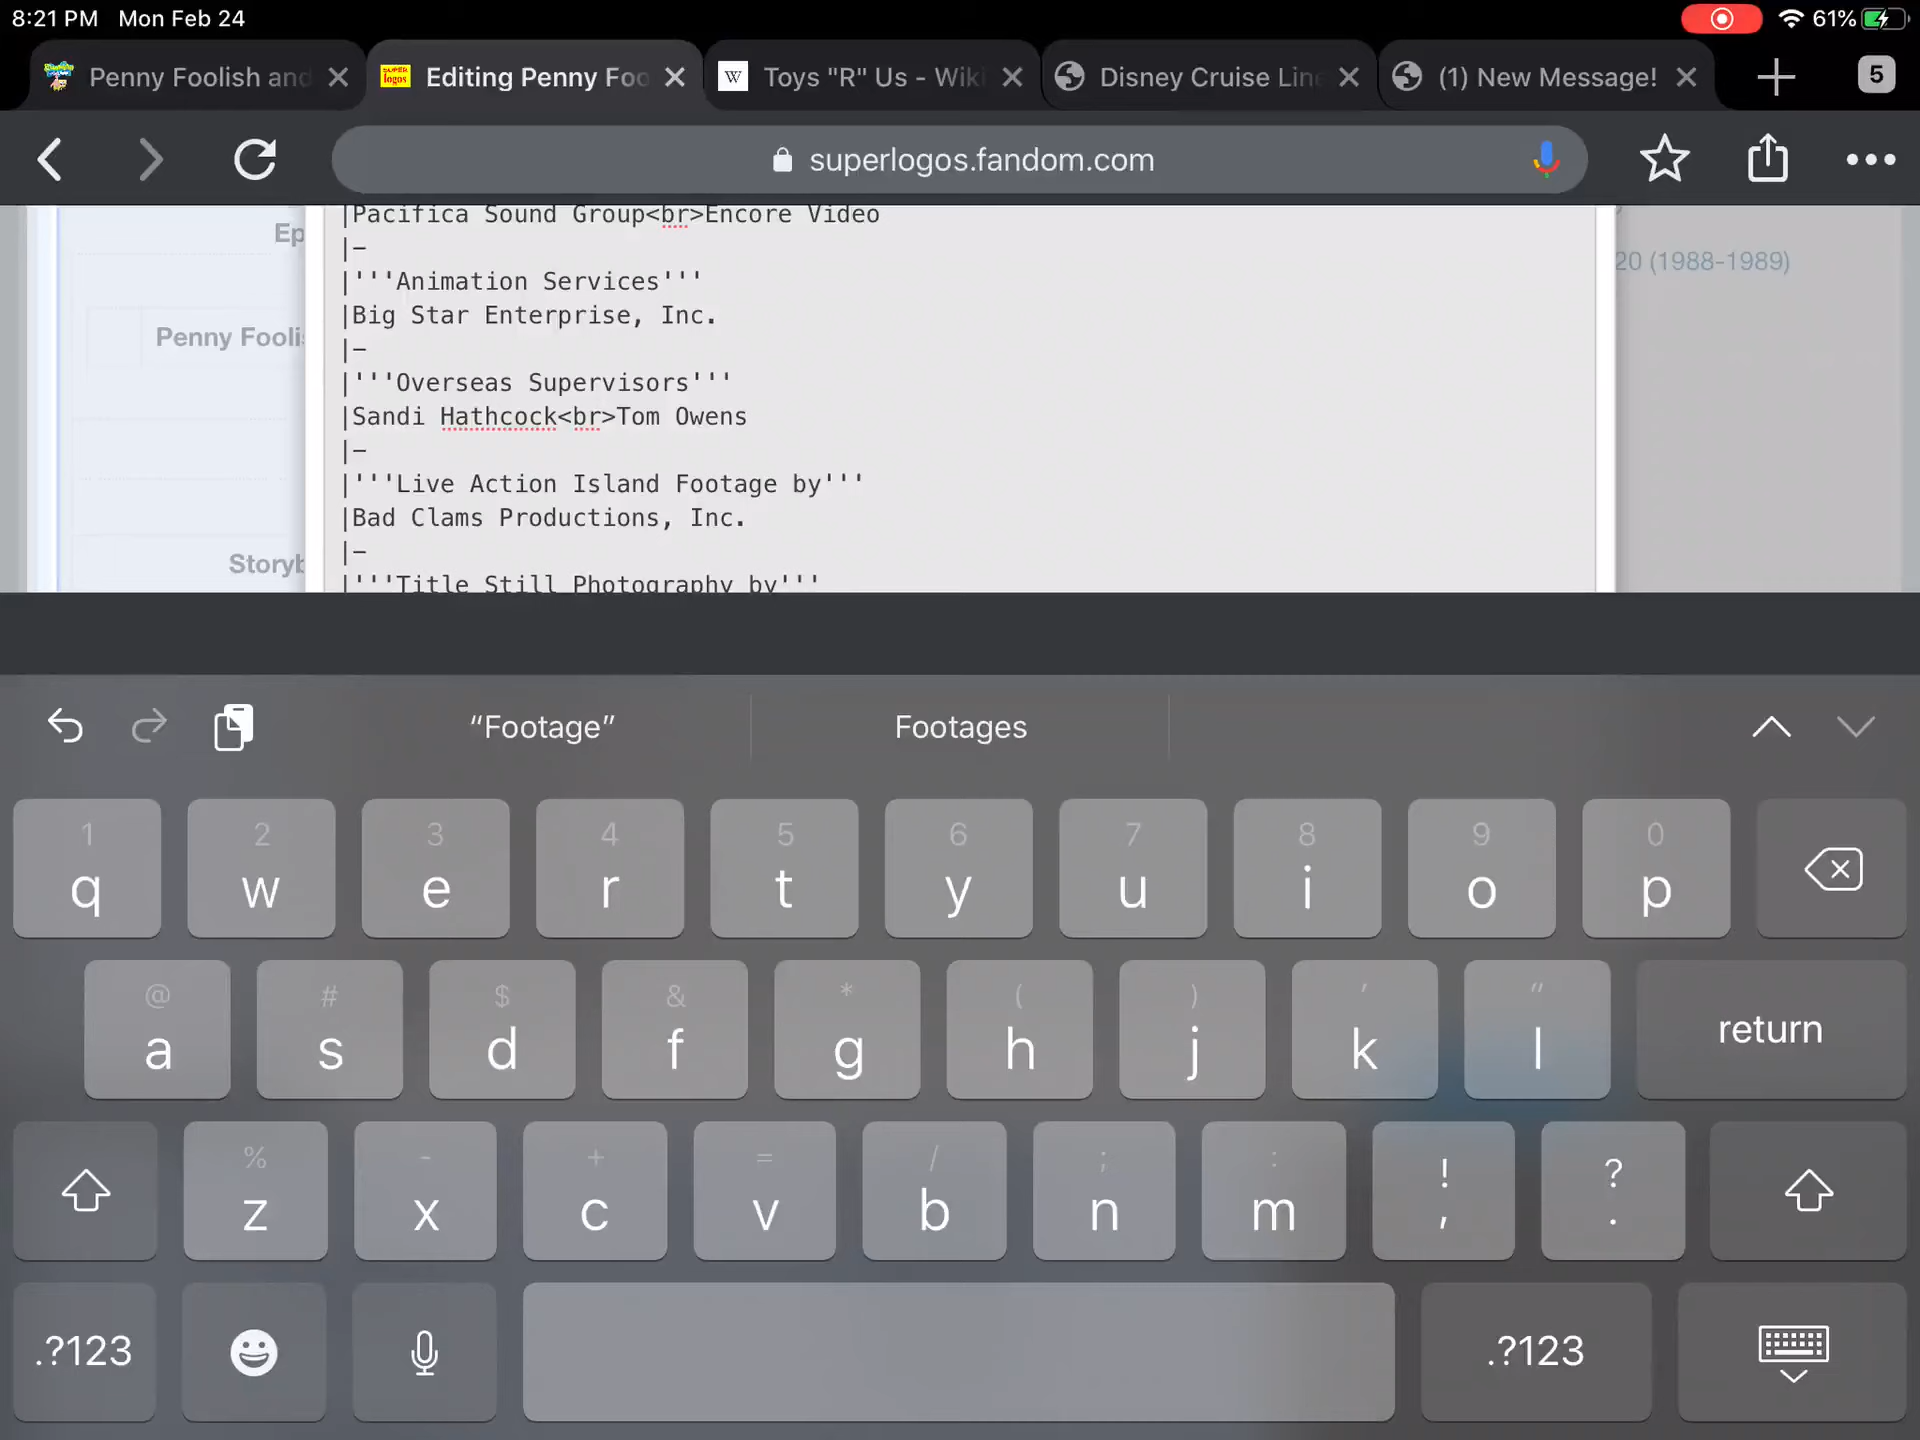 8:21 PM Mon Feb 24
61%
Penny Foolish and
Editing Penny Foo
W
Toys "R" Us - Wiki
Disney Cruise Line
(1) New Message!
5
superlogos.fandom.com
|Pacifica Sound Group<br>Encore Video
|-
|'''Animation Services'''
|Big Star Enterprise, Inc.
|-
|'''Overseas Supervisors'''
|Sandi Hathcock<br>Tom Owens
|-
|'''Live Action Island Footage by'''
|Bad Clams Productions, Inc.
|-
|'''Title Still Photography by'''
Ep
Penny Fooli
Storyb
20 (1988-1989)
“Footage”
Footages
1 2 3 4 5 6 7 8 9 0
q w e r t y u i o p
@ # $ & * ( ) ' "
a s d f g h j k l return
% - + = / ; : ! ?
z x c v b n m , .
.?123 .?123